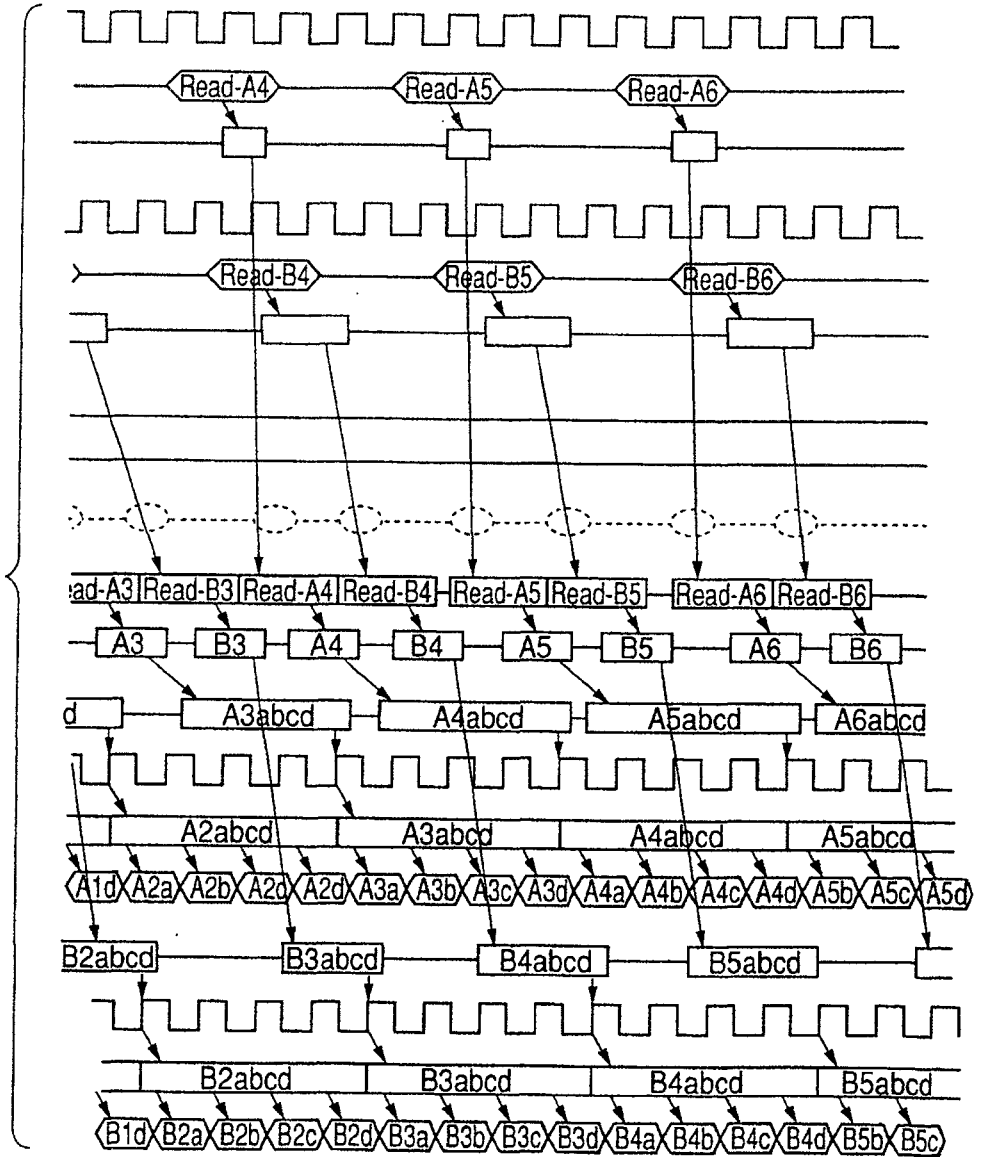 Read-A4 Read-A5 Read-A6
Read-B4 Read-B5 Read-B6
ead-A3 Read-B3 Read-A4 Read-B4 Read-A5 Read-B5 Read-A6 Read-B6
A3 B3 A4 B4 A5 B5 A6 B6
d A3abcd A4abcd A5abcd A6abcd
A2abcd A3abcd A4abcd A5abcd
A1d A2a A2b A2d A2d A3a A3b A3c A3d A4a A4b A4c A4d A5b A5c A5d
B2abcd B3abcd B4abcd B5abcd
B2abcd B3abcd B4abcd B5abcd
B1d B2a B2b B2c B2d B3a B3b B3c B3d B4a B4b B4c B4d B5b B5c